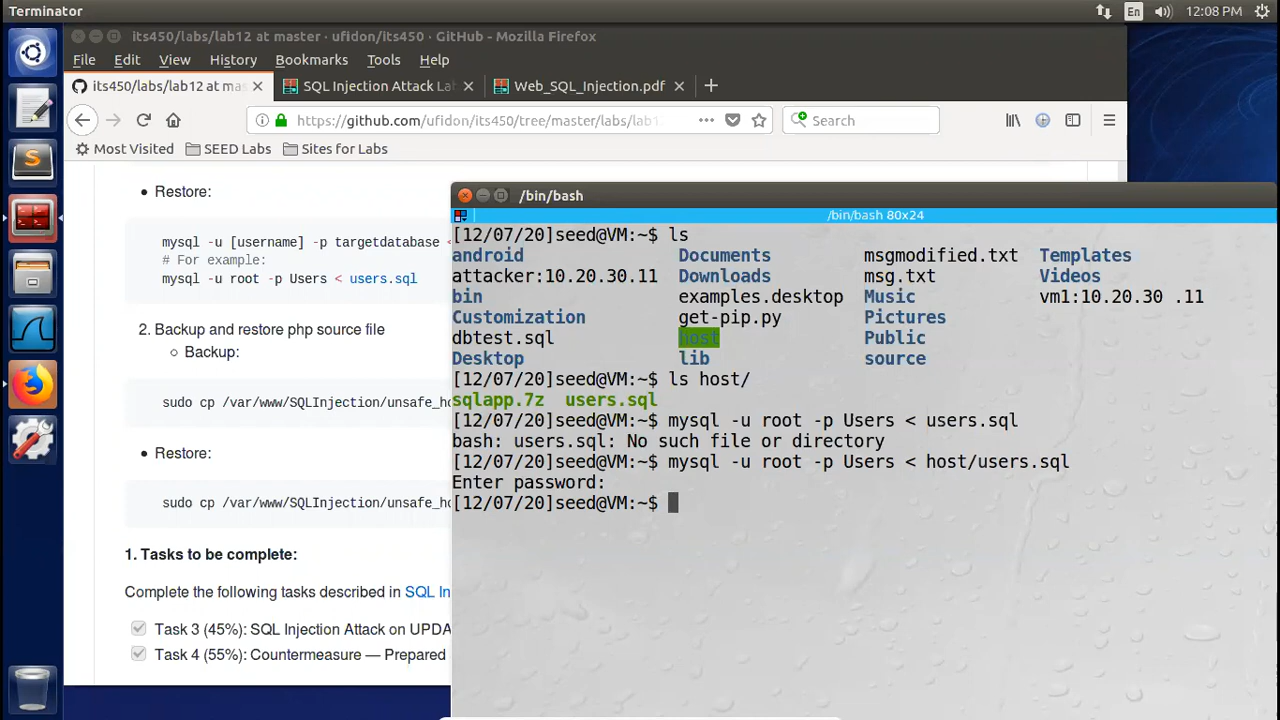 Terminator
En
12:08 PM
its450/labs/lab12 at master · ufidon/its450 · GitHub - Mozilla Firefox
File Edit View History Bookmarks Tools Help
its450/labs/lab12 at mas
SQL Injection Attack La
Web_SQL_Injection.pdf
https://github.com/ufidon/its450/tree/master/labs/lab1
Search
Most Visited
SEED Labs
Sites for Labs
• Restore:
mysql -u [username] -p targetdatabase <
# For example:
mysql -u root -p Users < users.sql
2. Backup and restore php source file
○ Backup:
sudo cp /var/www/SQLInjection/unsafe_ho
• Restore:
sudo cp /var/www/SQLInjection/unsafe_ho
1. Tasks to be complete:
Complete the following tasks described in SQL In
Task 3 (45%): SQL Injection Attack on UPDA
Task 4 (55%): Countermeasure — Prepared
/bin/bash
/bin/bash 80x24
[12/07/20]seed@VM:~$ ls
android Documents msgmodified.txt Templates
attacker:10.20.30.11 Downloads msg.txt Videos
bin examples.desktop Music vm1:10.20.30 .11
Customization get-pip.py Pictures
dbtest.sql host Public
Desktop lib source
[12/07/20]seed@VM:~$ ls host/
sqlapp.7z users.sql
[12/07/20]seed@VM:~$ mysql -u root -p Users < users.sql
bash: users.sql: No such file or directory
[12/07/20]seed@VM:~$ mysql -u root -p Users < host/users.sql
Enter password:
[12/07/20]seed@VM:~$